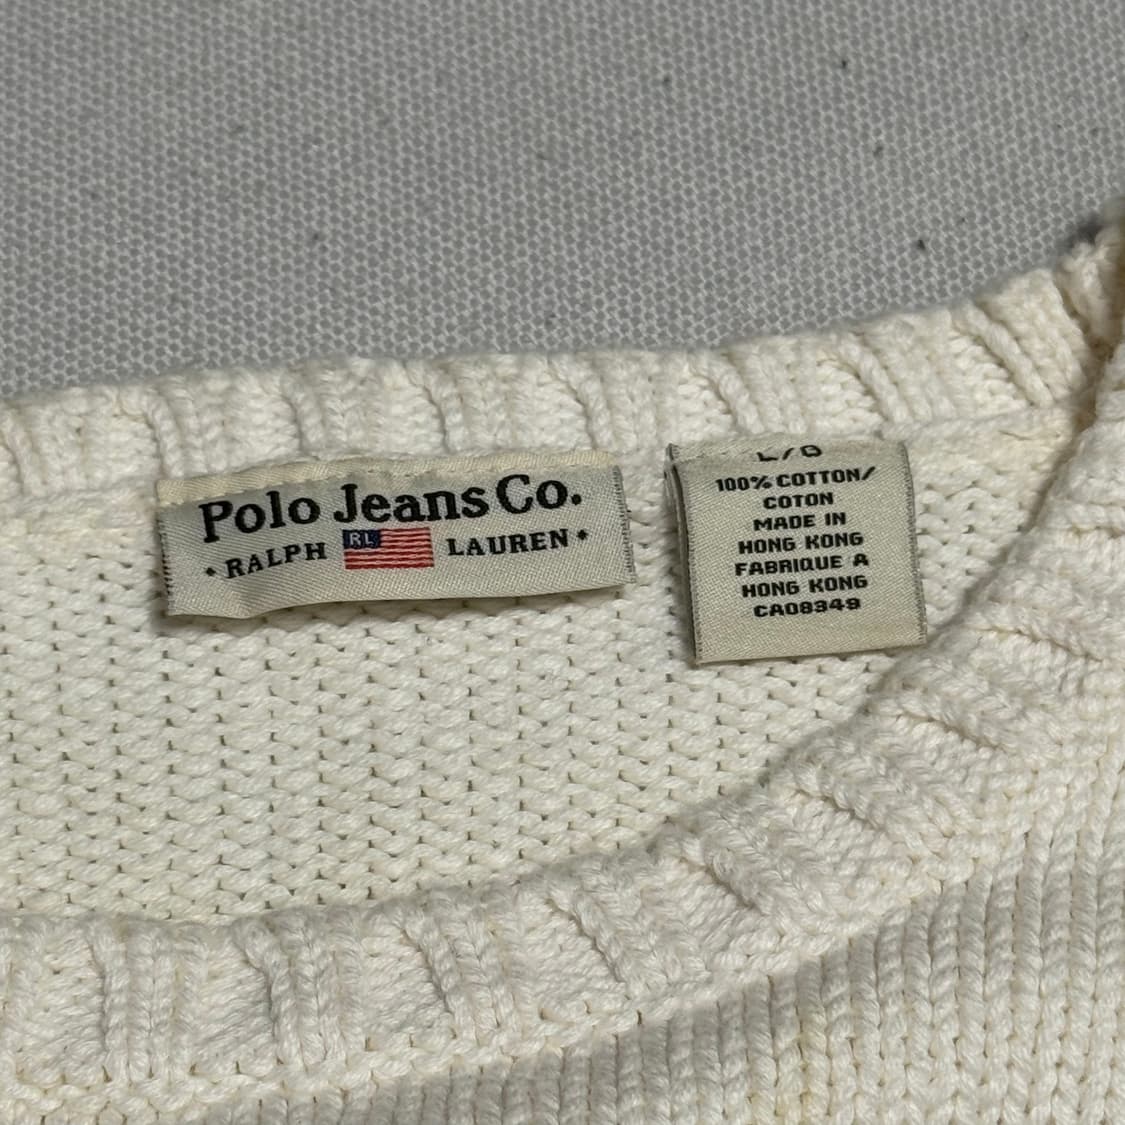 Polo Jeans Co.
• RALPH RL LAUREN •
L/G
100% COTTON/
COTON
MADE IN
HONG KONG
FABRIQUE A
HONG KONG
CA08349